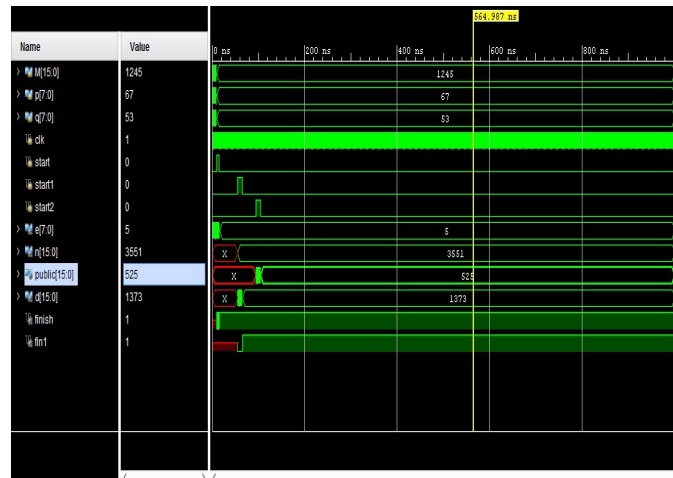 564.987 ns
Name Value 0 ns 200 ns 400 ns 600 ns 800 ns
M[15:0] 1245 1245
p[7:0] 67 67
q[7:0] 53 53
clk 1
start 0
start1 0
start2 0
e[7:0] 5 5
n[15:0] 3551 X 3551
public[15:0] 525 X 525
d[15:0] 1373 X 1373
finish 1
fin1 1